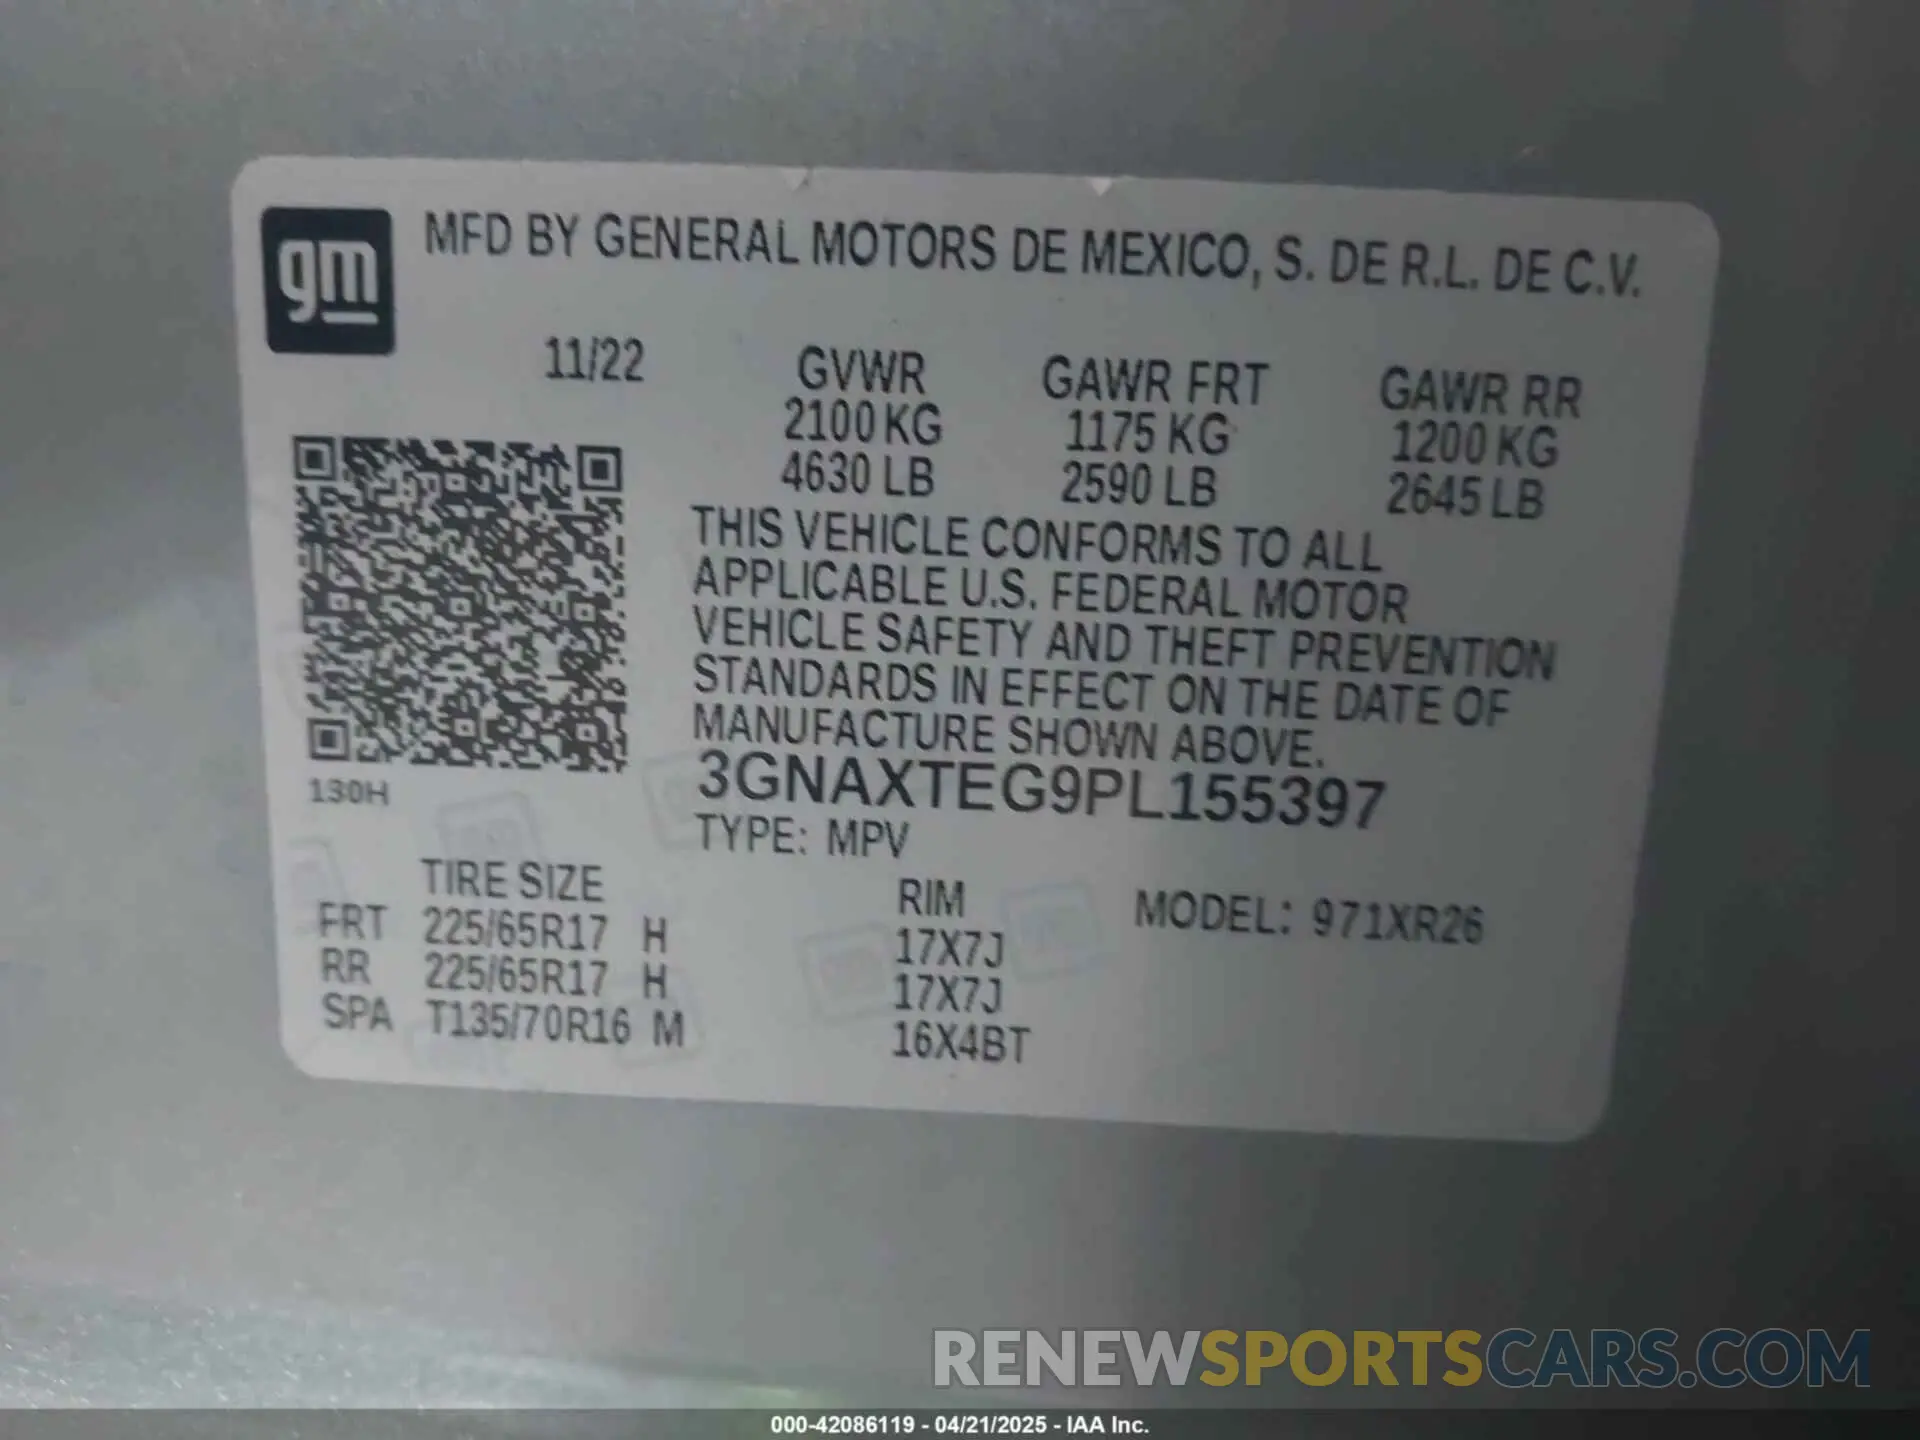 gm
MFD BY GENERAL MOTORS DE MEXICO, S. DE R.L. DE C.V.
11/22 GVWR GAWR FRT GAWR RR
2100 KG 1175 KG 1200 KG
4630 LB 2590 LB 2645 LB
THIS VEHICLE CONFORMS TO ALL
APPLICABLE U.S. FEDERAL MOTOR
VEHICLE SAFETY AND THEFT PREVENTION
STANDARDS IN EFFECT ON THE DATE OF
MANUFACTURE SHOWN ABOVE.
3GNAXTEG9PL155397
130H
TYPE: MPV
TIRE SIZE RIM MODEL: 971XR26
FRT 225/65R17 H 17X7J
RR 225/65R17 H 17X7J
SPA T135/70R16 M 16X4BT
RENEWSPORTSCARS.COM
000-42086119 - 04/21/2025 - IAA Inc.